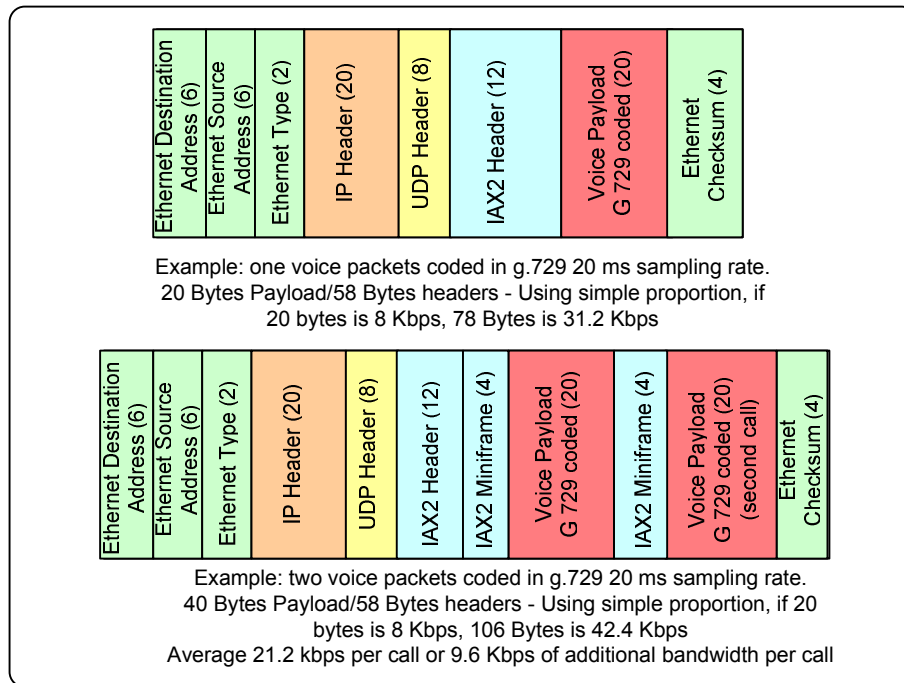 Ethernet Destination
Address (6)
Ethernet Source
Address (6)
Ethernet Type (2)
IP Header (20)
UDP Header (8)
IAX2 Header (12)
Voice Payload
G 729 coded (20)
Ethernet
Checksum (4)
Example: one voice packets coded in g.729 20 ms sampling rate.
20 Bytes Payload/58 Bytes headers - Using simple proportion, if
20 bytes is 8 Kbps, 78 Bytes is 31.2 Kbps
Ethernet Destination
Address (6)
Ethernet Source
Address (6)
Ethernet Type (2)
IP Header (20)
UDP Header (8)
IAX2 Header (12)
IAX2 Miniframe (4)
Voice Payload
G 729 coded (20)
IAX2 Miniframe (4)
Voice Payload
G 729 coded (20)
(second call)
Ethernet
Checksum (4)
Example: two voice packets coded in g.729 20 ms sampling rate.
40 Bytes Payload/58 Bytes headers - Using simple proportion, if 20
bytes is 8 Kbps, 106 Bytes is 42.4 Kbps
Average 21.2 kbps per call or 9.6 Kbps of additional bandwidth per call